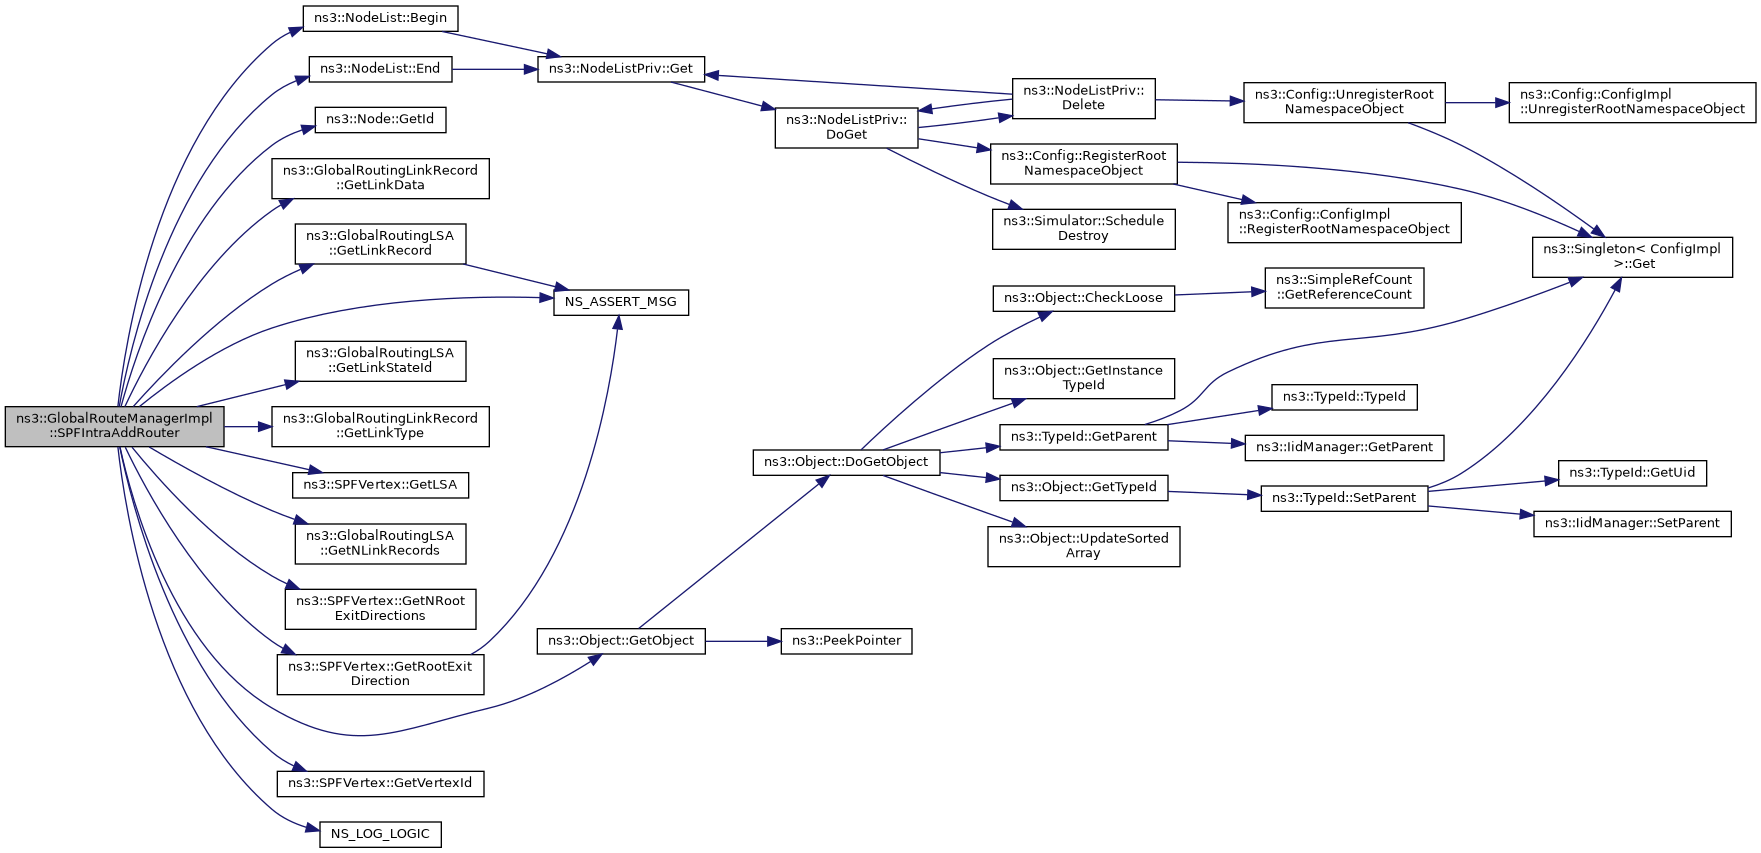 ns3::GlobalRouteManagerImpl
::SPFIntraAddRouter
ns3::NodeList::Begin
ns3::NodeList::End
ns3::Node::GetId
ns3::GlobalRoutingLinkRecord
::GetLinkData
ns3::GlobalRoutingLSA
::GetLinkRecord
NS_ASSERT_MSG
ns3::GlobalRoutingLSA
::GetLinkStateId
ns3::GlobalRoutingLinkRecord
::GetLinkType
ns3::SPFVertex::GetLSA
ns3::GlobalRoutingLSA
::GetNLinkRecords
ns3::SPFVertex::GetNRoot
ExitDirections
ns3::SPFVertex::GetRootExit
Direction
ns3::Object::GetObject
ns3::SPFVertex::GetVertexId
NS_LOG_LOGIC
ns3::NodeListPriv::Get
ns3::NodeListPriv::
DoGet
ns3::NodeListPriv::
Delete
ns3::Config::RegisterRoot
NamespaceObject
ns3::Simulator::Schedule
Destroy
ns3::Config::UnregisterRoot
NamespaceObject
ns3::Config::ConfigImpl
::UnregisterRootNamespaceObject
ns3::Config::ConfigImpl
::RegisterRootNamespaceObject
ns3::Singleton< ConfigImpl
>::Get
ns3::Object::DoGetObject
ns3::PeekPointer
ns3::Object::CheckLoose
ns3::SimpleRefCount
::GetReferenceCount
ns3::Object::GetInstance
TypeId
ns3::TypeId::GetParent
ns3::TypeId::TypeId
ns3::IidManager::GetParent
ns3::Object::GetTypeId
ns3::TypeId::SetParent
ns3::TypeId::GetUid
ns3::IidManager::SetParent
ns3::Object::UpdateSorted
Array